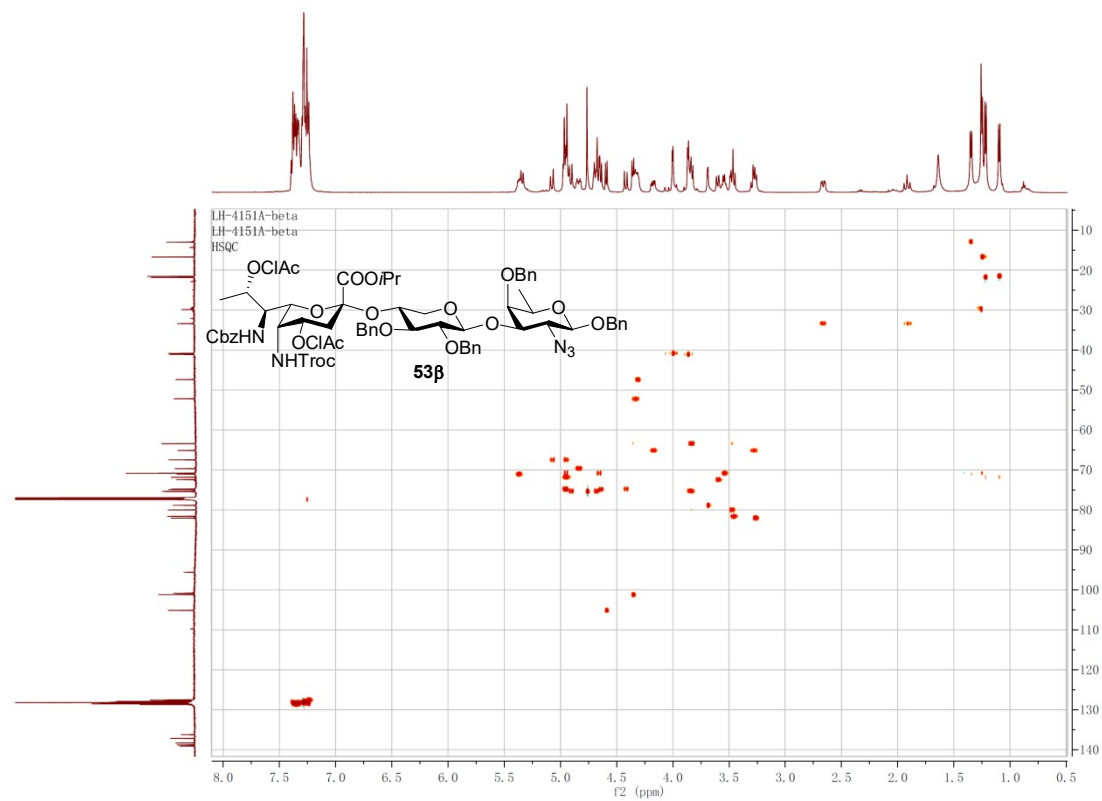 LH-4151A-beta
LH-4151A-beta
HSQC
OClAc
COOiPr
OBn
O
O
O
O
O
OBn
CbzHN
BnO
OClAc
OBn
N3
NHTroc
53β
10
20
30
40
50
60
70
80
90
100
110
120
130
140
8.0 7.5 7.0 6.5 6.0 5.5 5.0 4.5 4.0 3.5 3.0 2.5 2.0 1.5 1.0 0.5
f2 (ppm)